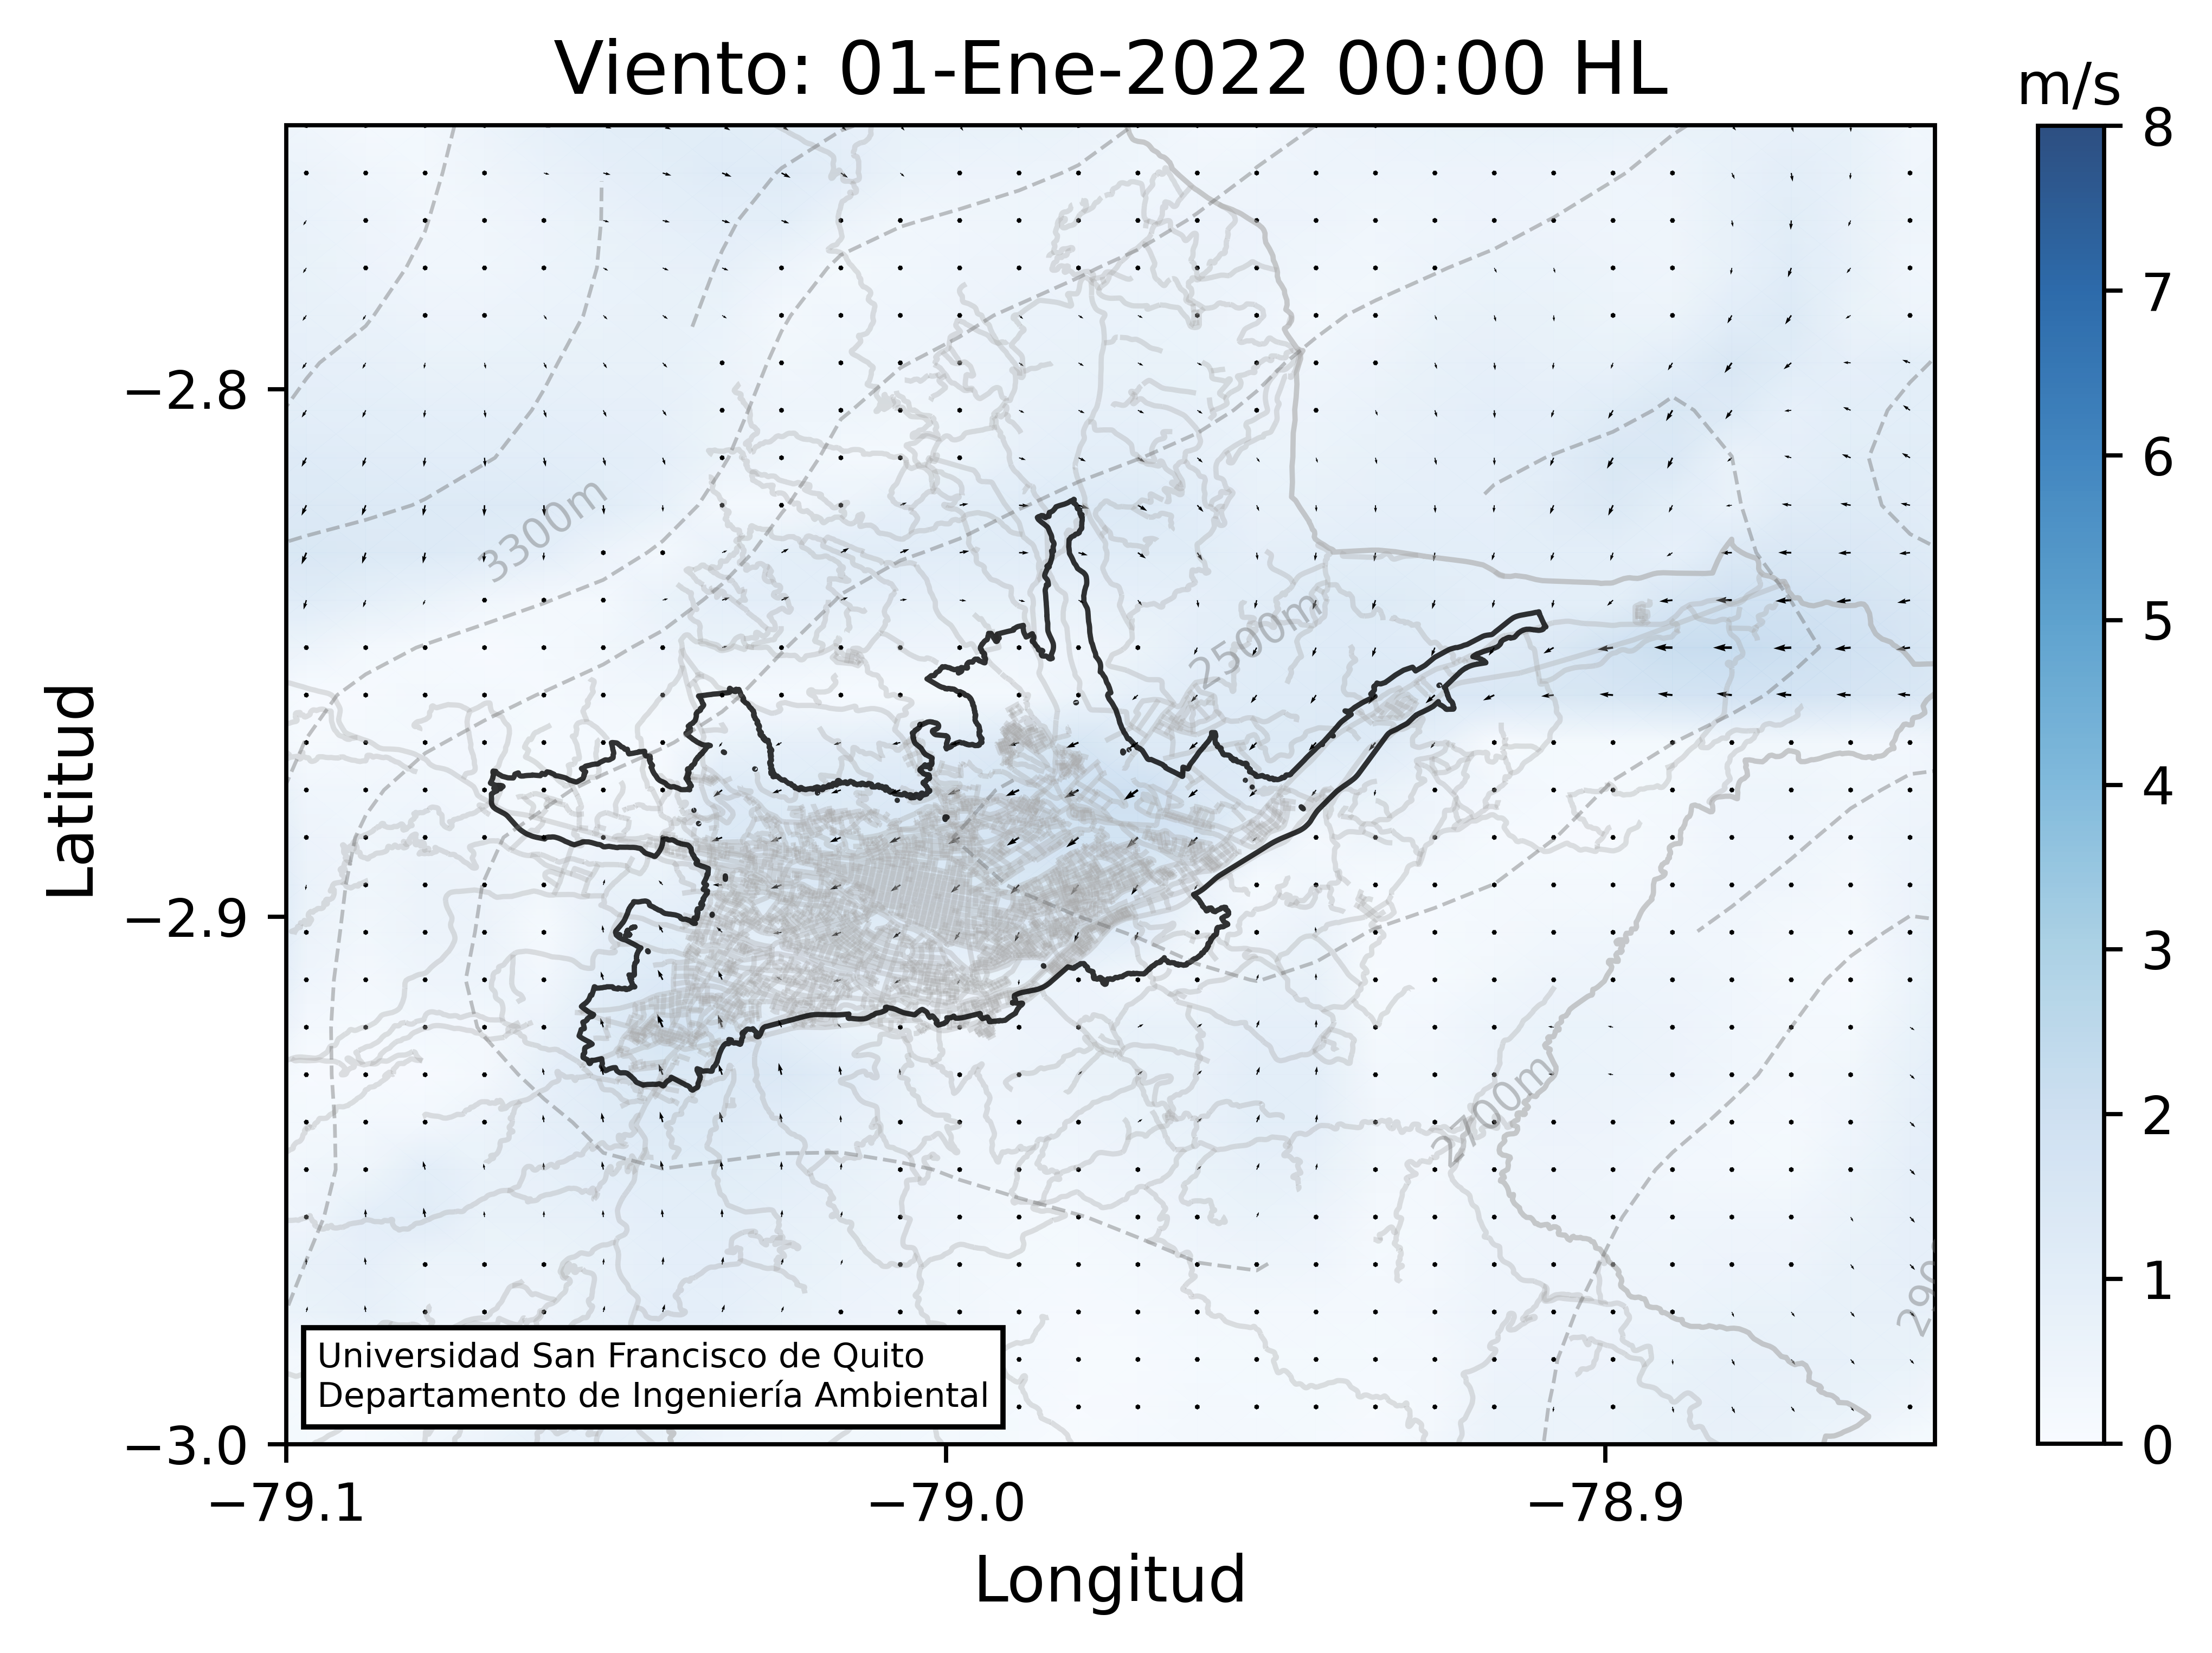 Viento: 01-Ene-2022 00:00 HL
m/s
8
7
6
5
4
3
2
1
0
−2.8
−2.9
−3.0
Latitud
3300m
2500m
2700m
290
Universidad San Francisco de Quito
Departamento de Ingeniería Ambiental
−79.1
−79.0
−78.9
Longitud